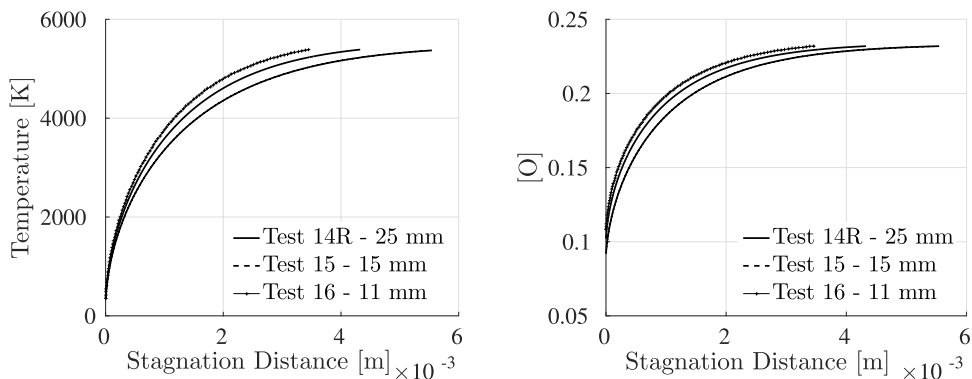 6000
4000
2000
0
Temperature [K]
0 2 4 6
Stagnation Distance [m]
×10 -3
Test 14R - 25 mm
Test 15 - 15 mm
Test 16 - 11 mm
0.25
0.2
0.15
0.1
0.05
[O]
0 2 4 6
Stagnation Distance [m]
×10 -3
Test 14R - 25 mm
Test 15 - 15 mm
Test 16 - 11 mm